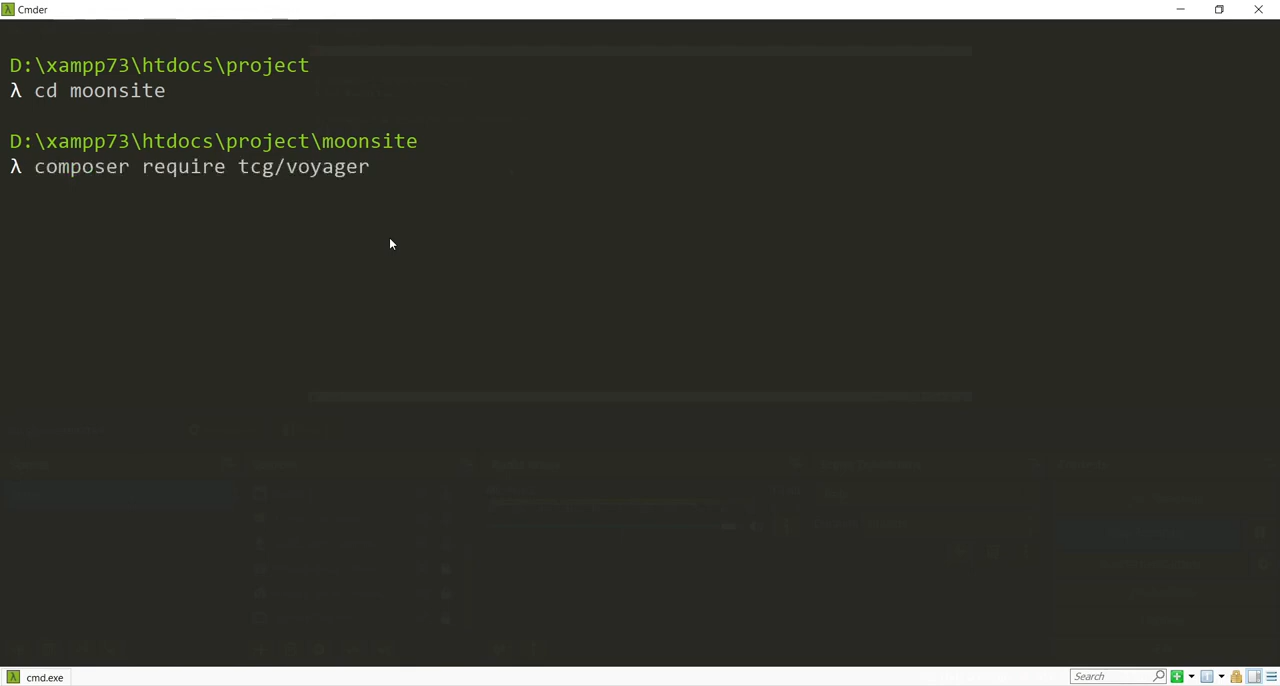 Cmder
D:\xampp73\htdocs\project
λ cd moonsite
D:\xampp73\htdocs\project\moonsite
λ composer require tcg/voyager
cmd.exe
Search